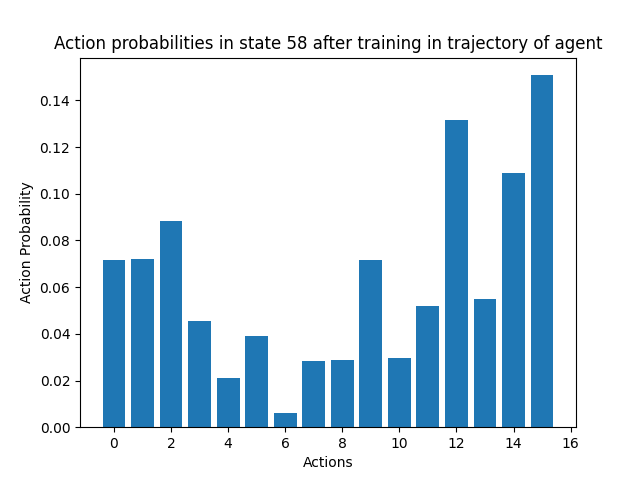 Action probabilities in state 58 after training in trajectory of agent
0.14
0.12
0.10
0.08
0.06
0.04
0.02
0.00
Action Probability
0 2 4 6 8 10 12 14 16
Actions